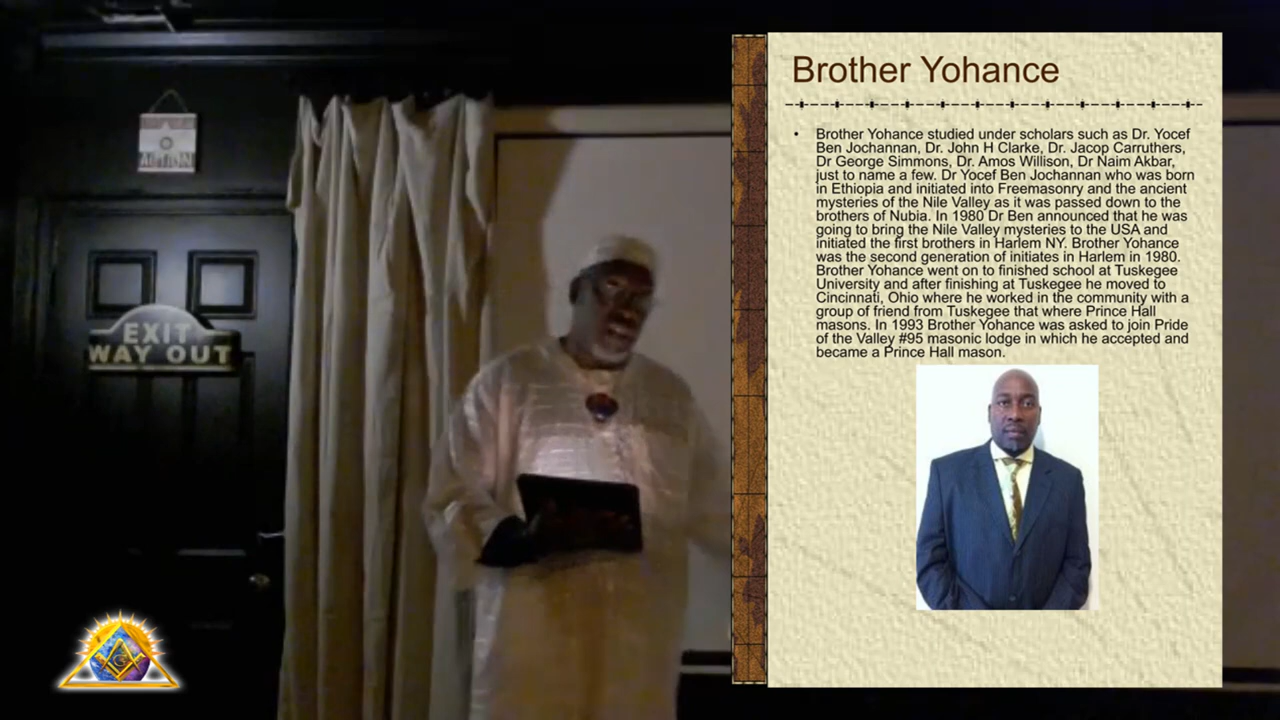 ACTION
EXIT
WAY OUT
Brother Yohance
• Brother Yohance studied under scholars such as Dr. Yocef
Ben Jochannan, Dr. John H Clarke, Dr. Jacop Carruthers,
Dr George Simmons, Dr. Amos Willison, Dr Naim Akbar,
just to name a few. Dr Yocef Ben Jochannan who was born
in Ethiopia and initiated into Freemasonry and the ancient
mysteries of the Nile Valley as it was passed down to the
brothers of Nubia. In 1980 Dr Ben announced that he was
going to bring the Nile Valley mysteries to the USA and
initiated the first brothers in Harlem NY. Brother Yohance
was the second generation of initiates in Harlem in 1980.
Brother Yohance went on to finished school at Tuskegee
University and after finishing at Tuskegee he moved to
Cincinnati, Ohio where he worked in the community with a
group of friend from Tuskegee that where Prince Hall
masons. In 1993 Brother Yohance was asked to join Pride
of the Valley #95 masonic lodge in which he accepted and
became a Prince Hall mason.
G